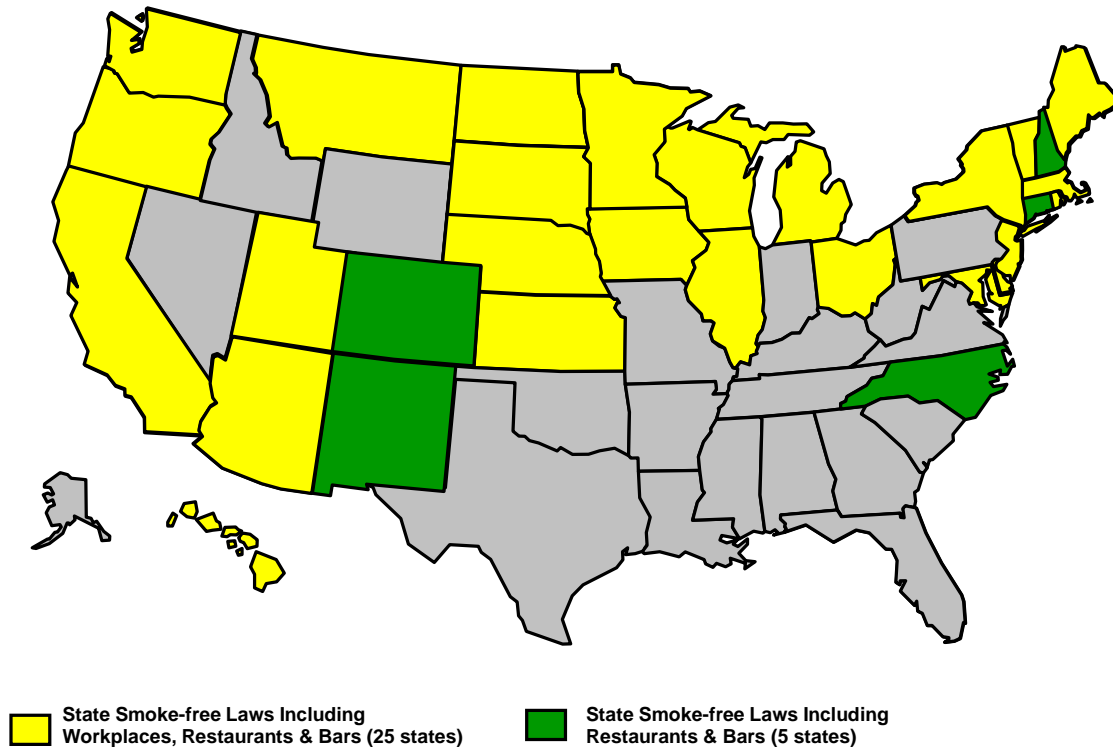 State Smoke-free Laws Including
Workplaces, Restaurants & Bars (25 states)
State Smoke-free Laws Including
Restaurants & Bars (5 states)